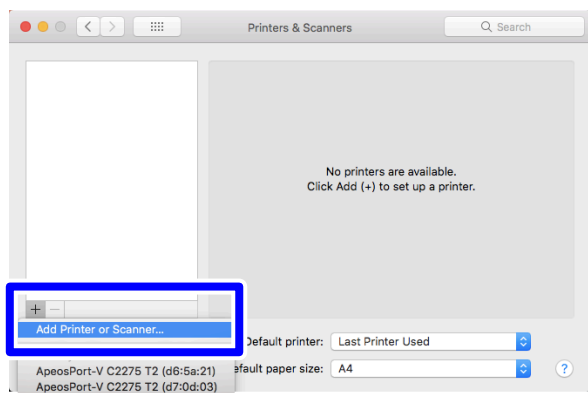 Printers & Scanners
Search
No printers are available.
Click Add (+) to set up a printer.
Add Printer or Scanner...
Default printer: Last Printer Used
ApeosPort-V C2275 T2 (d6:5a:21)
efault paper size: A4
ApeosPort-V C2275 T2 (d7:0d:03)